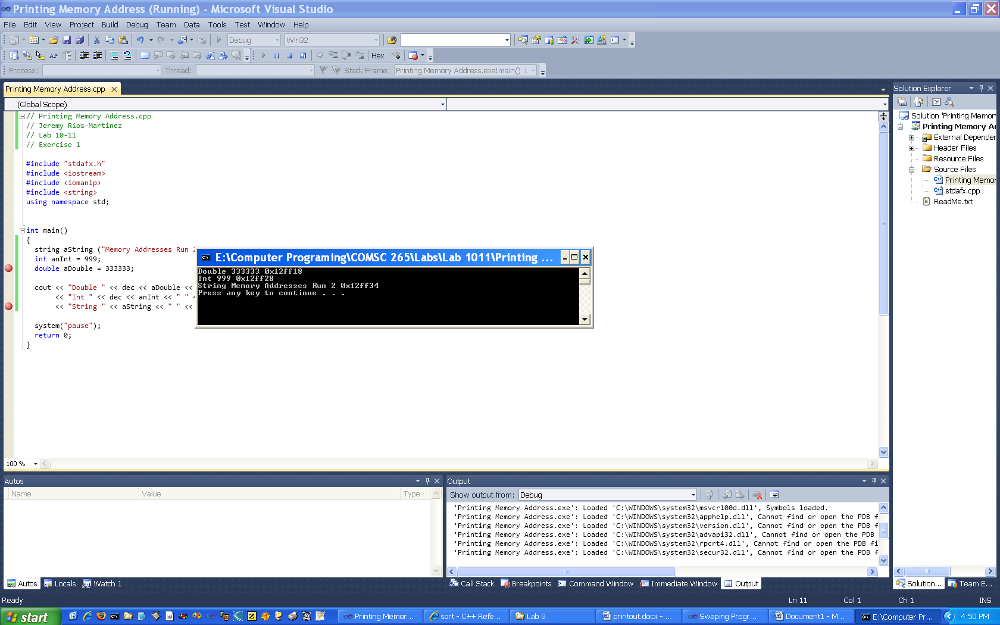 Printing Memory Address (Running) - Microsoft Visual Studio
File Edit View Project Build Debug Team Data Tools Test Window Help
Debug Win32
Hex
Process: Thread: Stack Frame: Printing Memory Address.exe!main() L
Printing Memory Address.cpp
(Global Scope)
// Printing Memory Address.cpp
// Jeremy Rios-Martinez
// Lab 10-11
// Exercise 1
#include "stdafx.h"
#include <iostream>
#include <iomanip>
#include <string>
using namespace std;
int main()
{
string aString ("Memory Addresses Run 2
int anInt = 999;
double aDouble = 333333;
cout << "Double " << dec << aDouble <<
<< "Int " << dec << anInt << " " <
<< "String " << aString << " " <<
system("pause");
return 0;
}
E:\Computer Programing\COMSC 265\Labs\Lab 1011\Printing ...
Double 333333 0x12ff18
Int 999 0x12ff28
String Memory Addresses Run 2 0x12ff34
Press any key to continue . . .
Solution Explorer
Solution 'Printing Memor
Printing Memory A
External Depender
Header Files
Resource Files
Source Files
Printing Memor
stdafx.cpp
ReadMe.txt
100 %
Autos
Name Value Type
Output
Show output from: Debug
'Printing Memory Address.exe': Loaded 'C:\WINDOWS\system32\msvcr100d.dll', Symbols loaded.
'Printing Memory Address.exe': Loaded 'C:\WINDOWS\system32\apphelp.dll', Cannot find or open the PDB f
'Printing Memory Address.exe': Loaded 'C:\WINDOWS\system32\version.dll', Cannot find or open the PDB f
'Printing Memory Address.exe': Loaded 'C:\WINDOWS\system32\advapi32.dll', Cannot find or open the PDB
'Printing Memory Address.exe': Loaded 'C:\WINDOWS\system32\rpcrt4.dll', Cannot find or open the PDB fi
'Printing Memory Address.exe': Loaded 'C:\WINDOWS\system32\secur32.dll', Cannot find or open the PDB f
Autos Locals Watch 1
Call Stack Breakpoints Command Window Immediate Window Output
Solution... Team E...
Ready Ln 11 Col 1 Ch 1 INS
start Printing Memor... sort - C++ Refe... Lab 9 printout.docx - ... Swaping Progr... Document1 - M... E:\Computer Pr... 4:50 PM